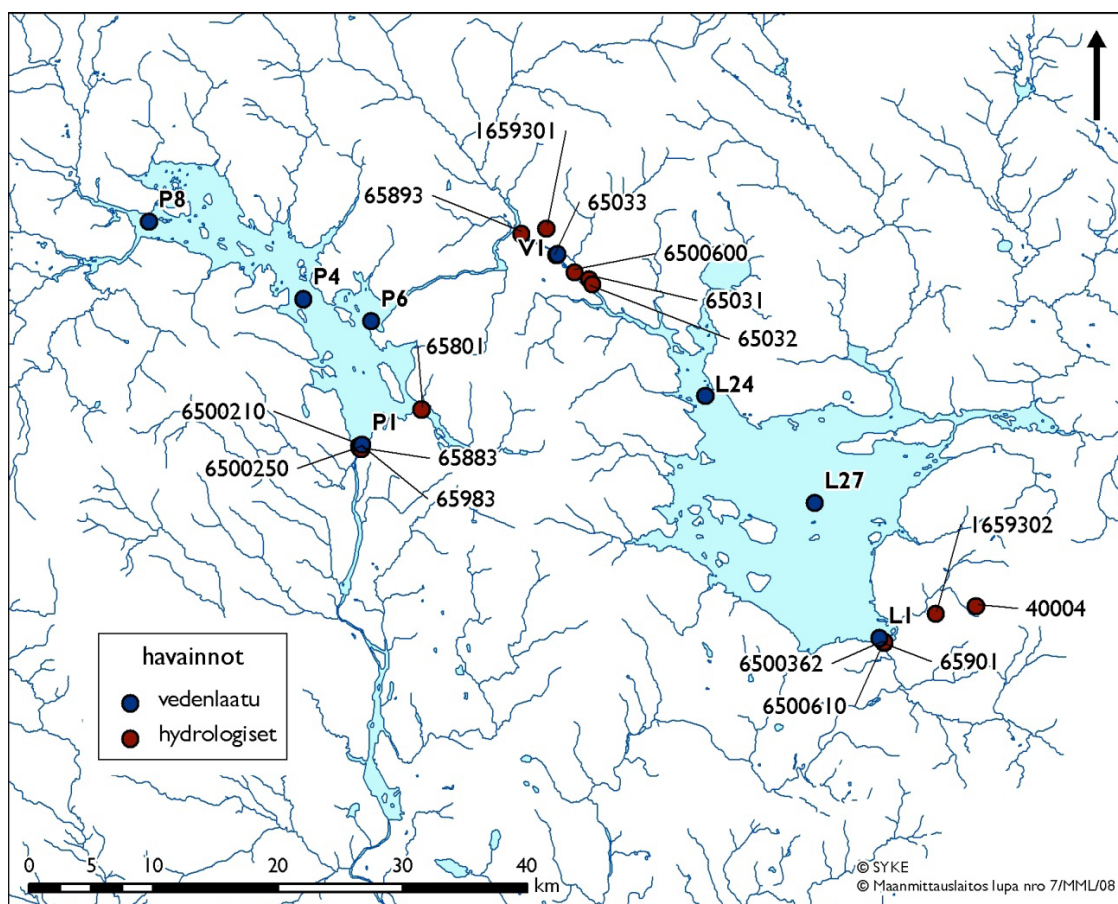 1659301
65893
65033
P8
V1
6500600
P4
65031
P6
65032
65801
L24
6500210
P1
6500250
65883
65983
L27
1659302
40004
L1
6500362
65901
6500610
havainnot
vedenlaatu
hydrologiset
0 5 10 20 30 40
km
© SYKE
© Maanmittauslaitos lupa nro 7/MML/08